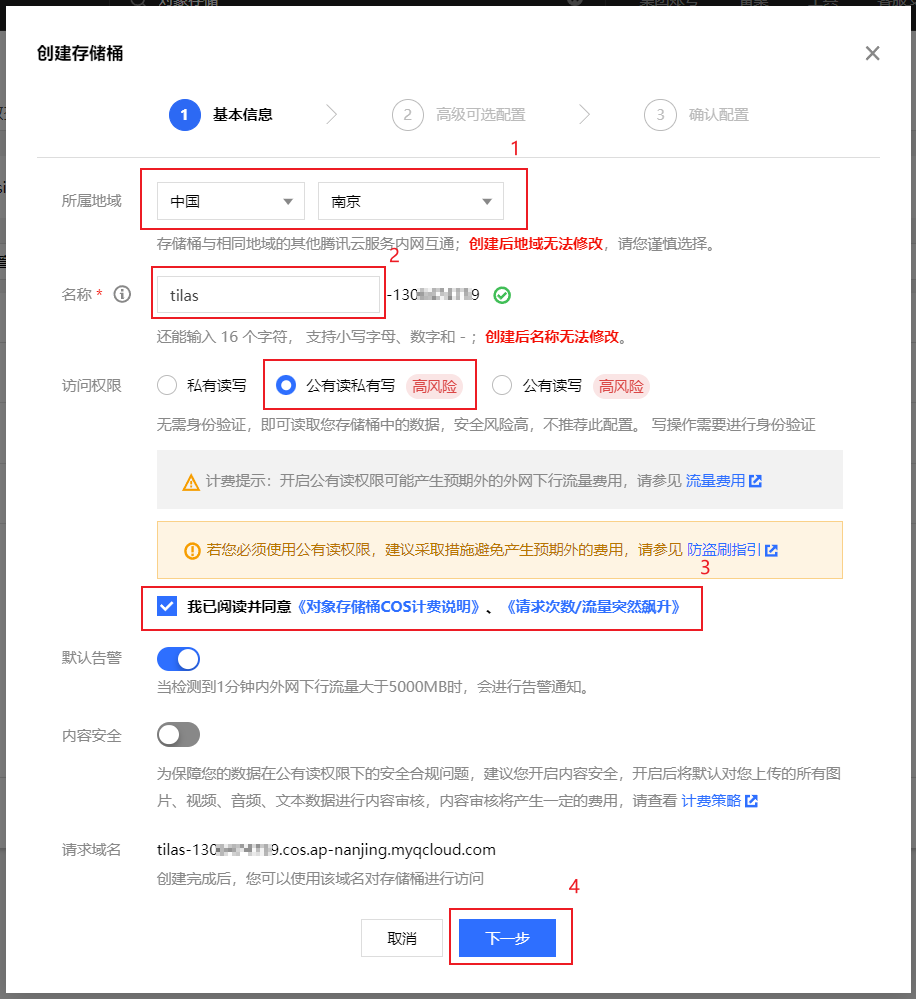 对象存储
创建存储桶
1 基本信息 2 高级可选配置 3 确认配置
1
所属地域 中国 南京
存储桶与相同地域的其他腾讯云服务内网互通；创建后地域无法修改，请您谨慎选择。
2
名称 * tilas -130 9
还能输入 16 个字符， 支持小写字母、数字和 - ；创建后名称无法修改。
访问权限 私有读写 公有读私有写 高风险 公有读写 高风险
无需身份验证，即可读取您存储桶中的数据，安全风险高，不推荐此配置。 写操作需要进行身份验证
计费提示：开启公有读权限可能产生预期外的外网下行流量费用，请参见 流量费用
若您必须使用公有读权限，建议采取措施避免产生预期外的费用，请参见 防盗刷指引
3
我已阅读并同意《对象存储桶COS计费说明》、《请求次数/流量突然飙升》
默认告警
当检测到1分钟内外网下行流量大于5000MB时，会进行告警通知。
内容安全
为保障您的数据在公有读权限下的安全合规问题，建议您开启内容安全，开启后将默认对您上传的所有图
片、视频、音频、文本数据进行内容审核，内容审核将产生一定的费用，请查看 计费策略
请求域名 tilas-130 9.cos.ap-nanjing.myqcloud.com
创建完成后，您可以使用该域名对存储桶进行访问
4
取消 下一步